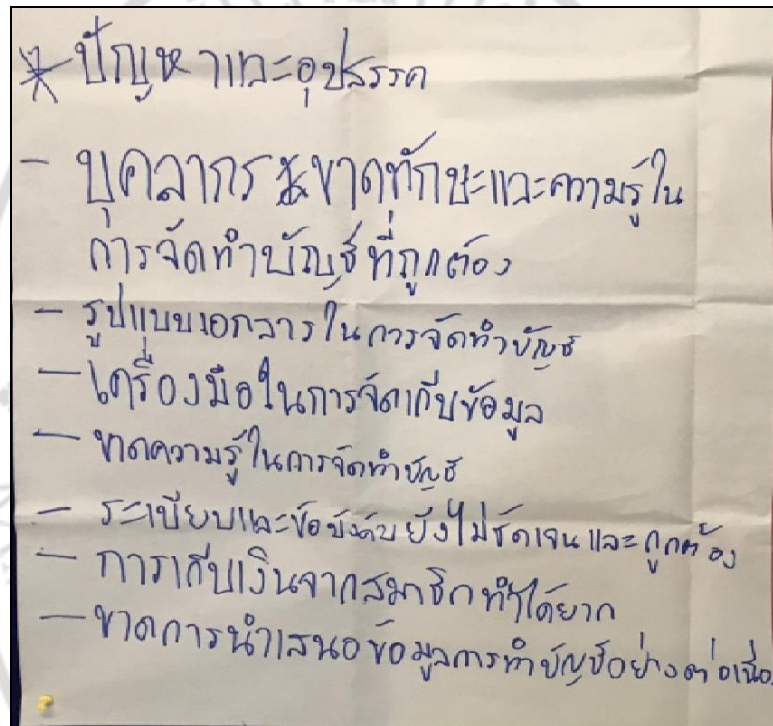 * ปัญหาและอุปสรรค
- บุคลากรขาดทักษะและความรู้ใน
การจัดทำบัญชีที่ถูกต้อง
- รูปแบบเอกสารในการจัดทำบัญชี
- เครื่องมือในการจัดเก็บข้อมูล
- ขาดความรู้ในการจัดทำบัญชี
- ระเบียบและข้อบังคับยังไม่ชัดเจน และถูกต้อง
- การเก็บเงินจากสมาชิกทำได้ยาก
- ขาดการนำเสนอข้อมูลการทำบัญชีอย่างต่อเนื่อ